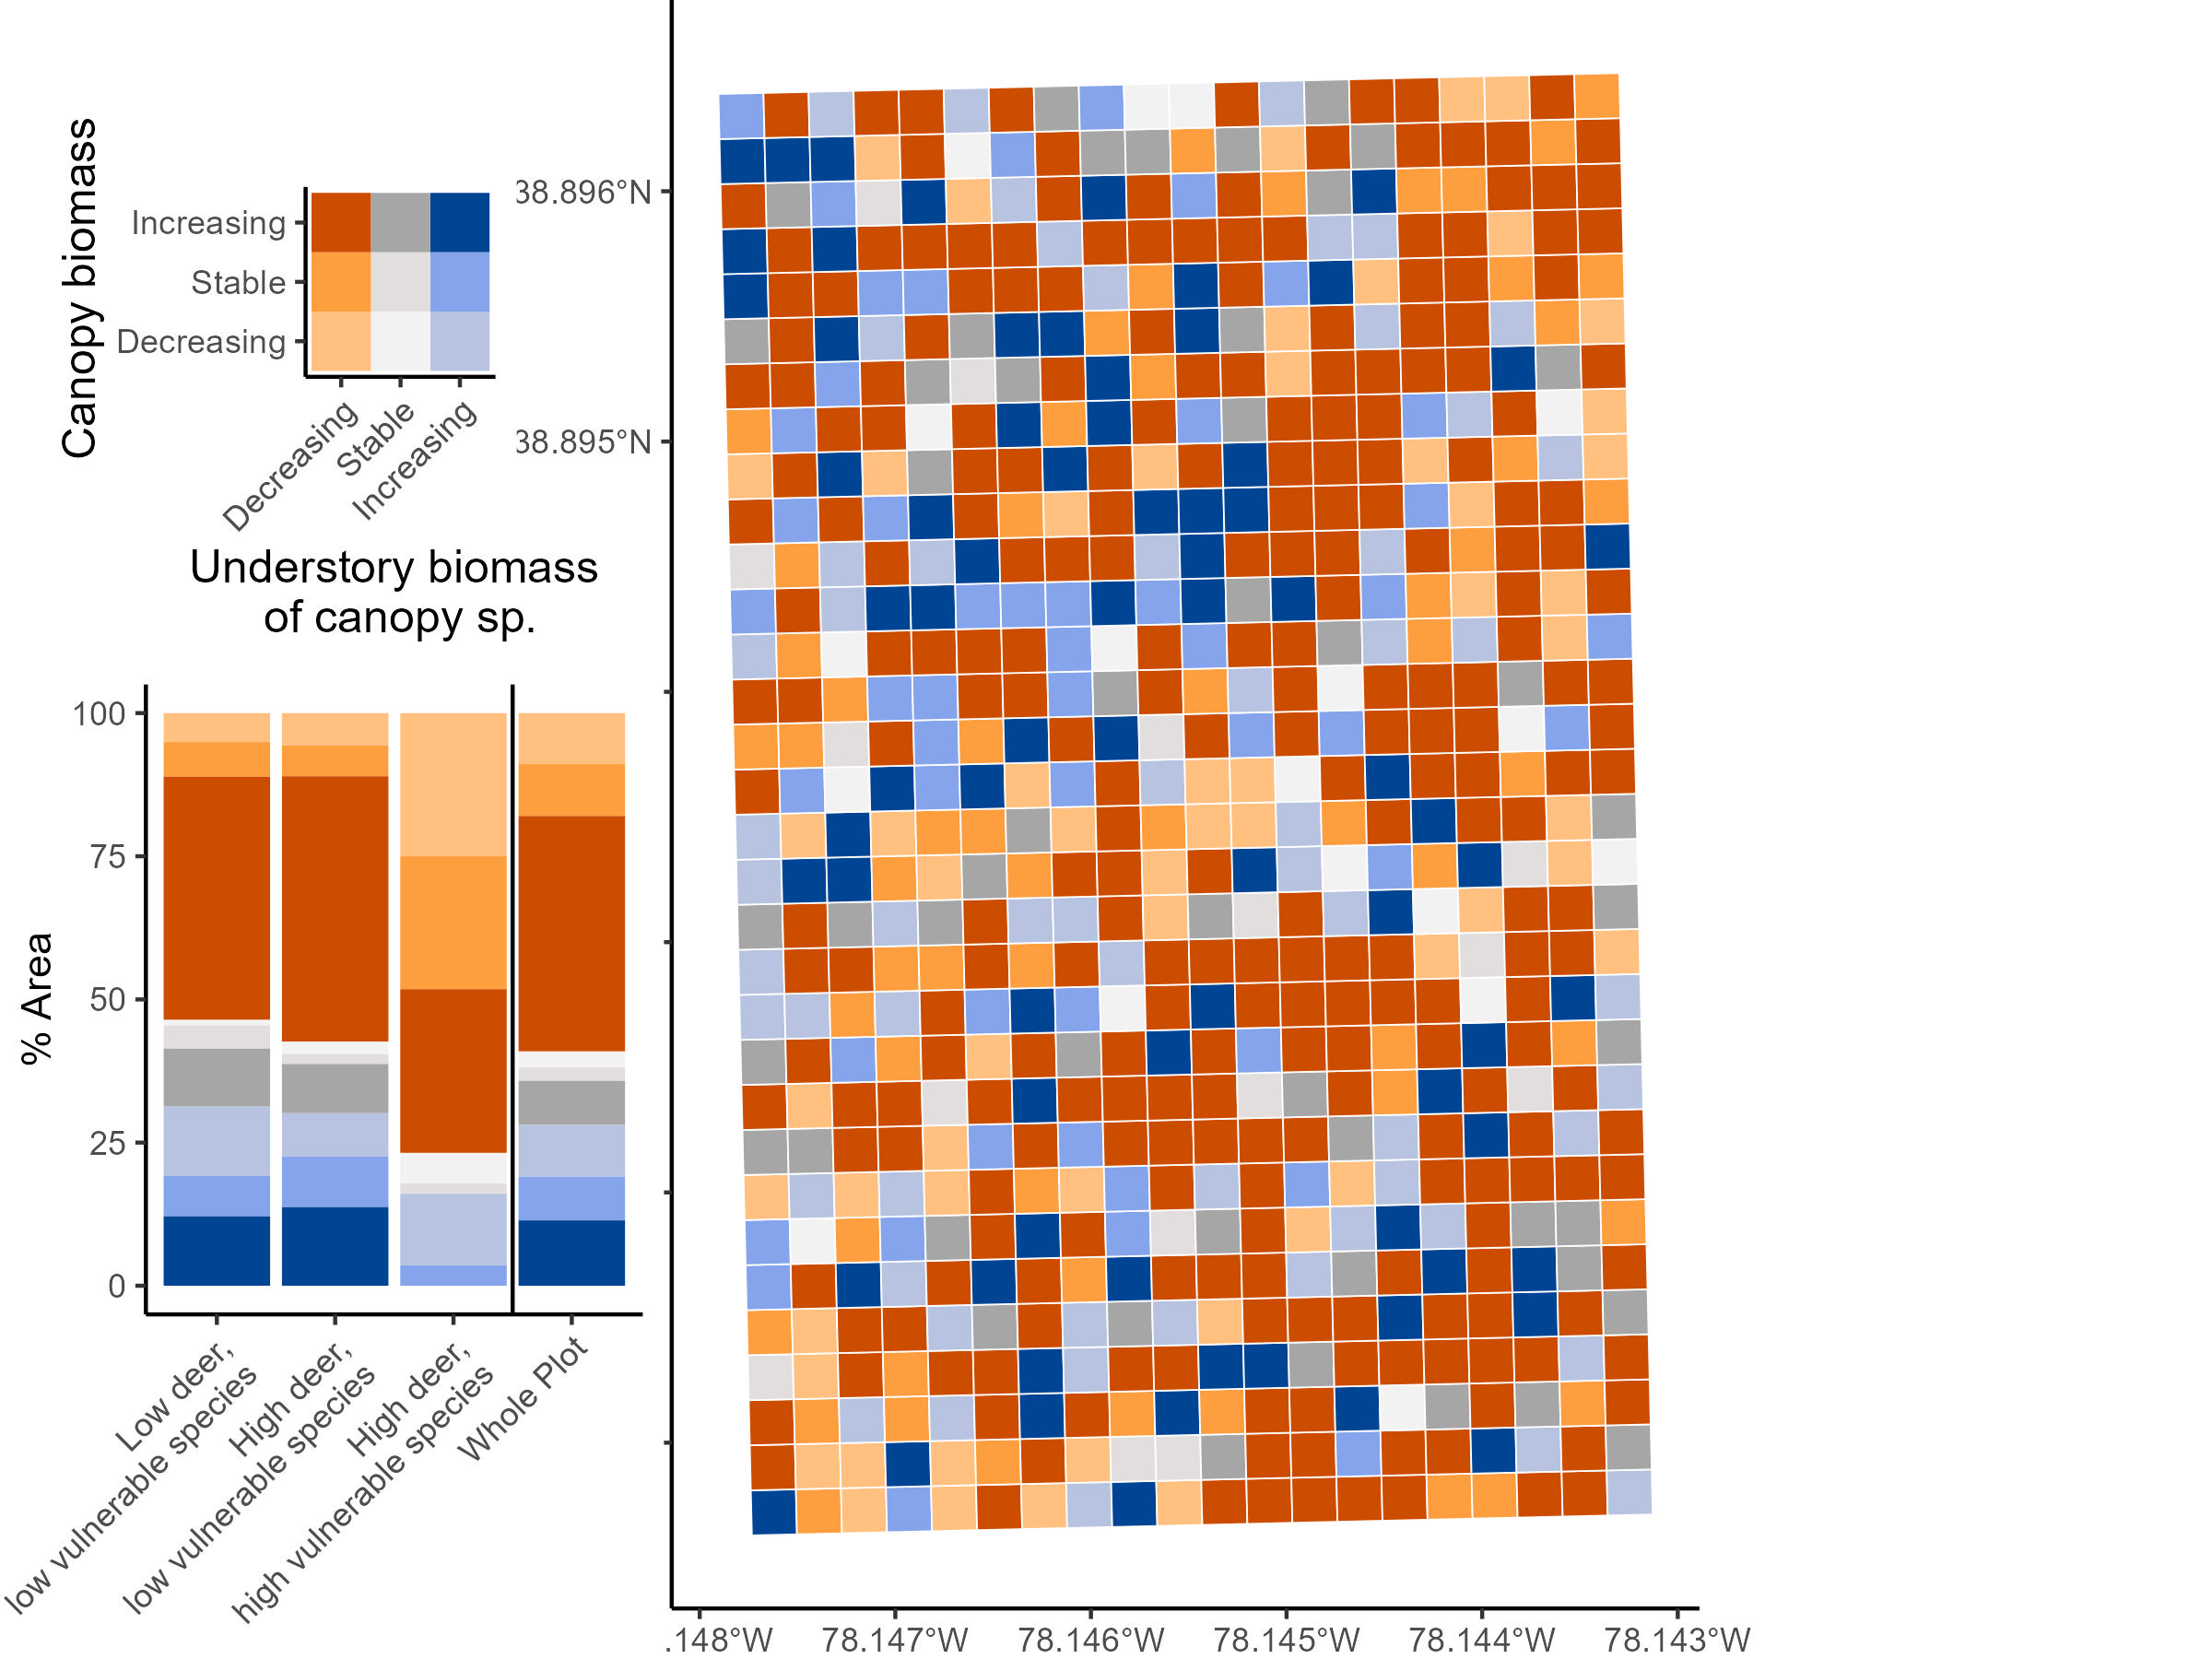 Canopy biomass
Increasing
Stable
Decreasing
Decreasing
Stable
Increasing
Understory biomass
of canopy sp.
% Area
100
75
50
25
0
Low deer,
low vulnerable species
High deer,
low vulnerable species
High deer,
high vulnerable species
Whole Plot
38.896°N
38.895°N
.148°W
78.147°W
78.146°W
78.145°W
78.144°W
78.143°W